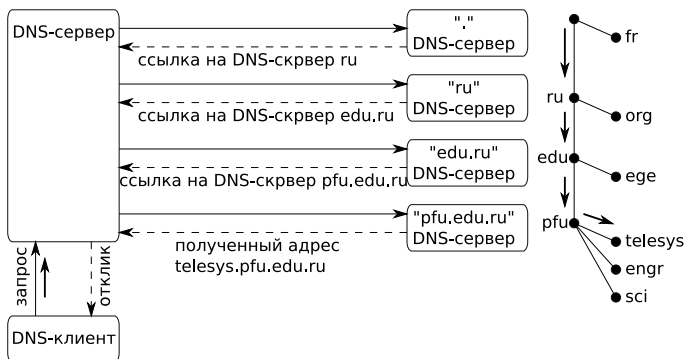 DNS-сервер
"."
DNS-сервер
ссылка на DNS-скрвер ru
"ru"
DNS-сервер
ссылка на DNS-скрвер edu.ru
"edu.ru"
DNS-сервер
ссылка на DNS-скрвер pfu.edu.ru
"pfu.edu.ru"
DNS-сервер
полученный адрес
telesys.pfu.edu.ru
запрос
отклик
DNS-клиент
fr
ru
org
edu
ege
pfu
telesys
engr
sci